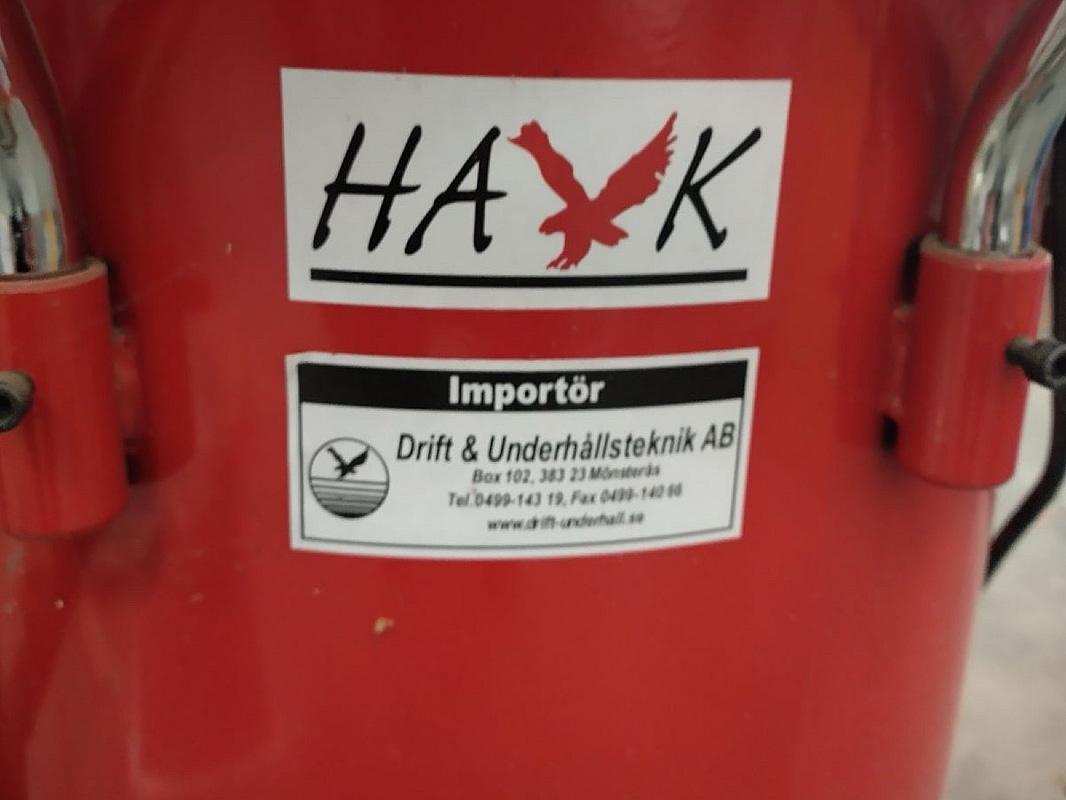 HAWK
Importör
Drift & Underhållsteknik AB
Box 102, 383 23 Mönsterås
Tel.0499-143 19, Fax 0499-140 66
www.drift-underhall.se